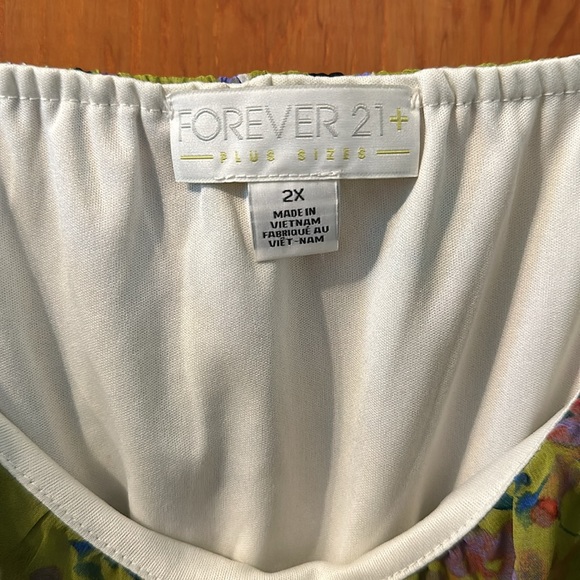 FOREVER 21+
PLUS SIZES
2X
MADE IN
VIETNAM
FABRIQUÉ AU
VIÊT-NAM